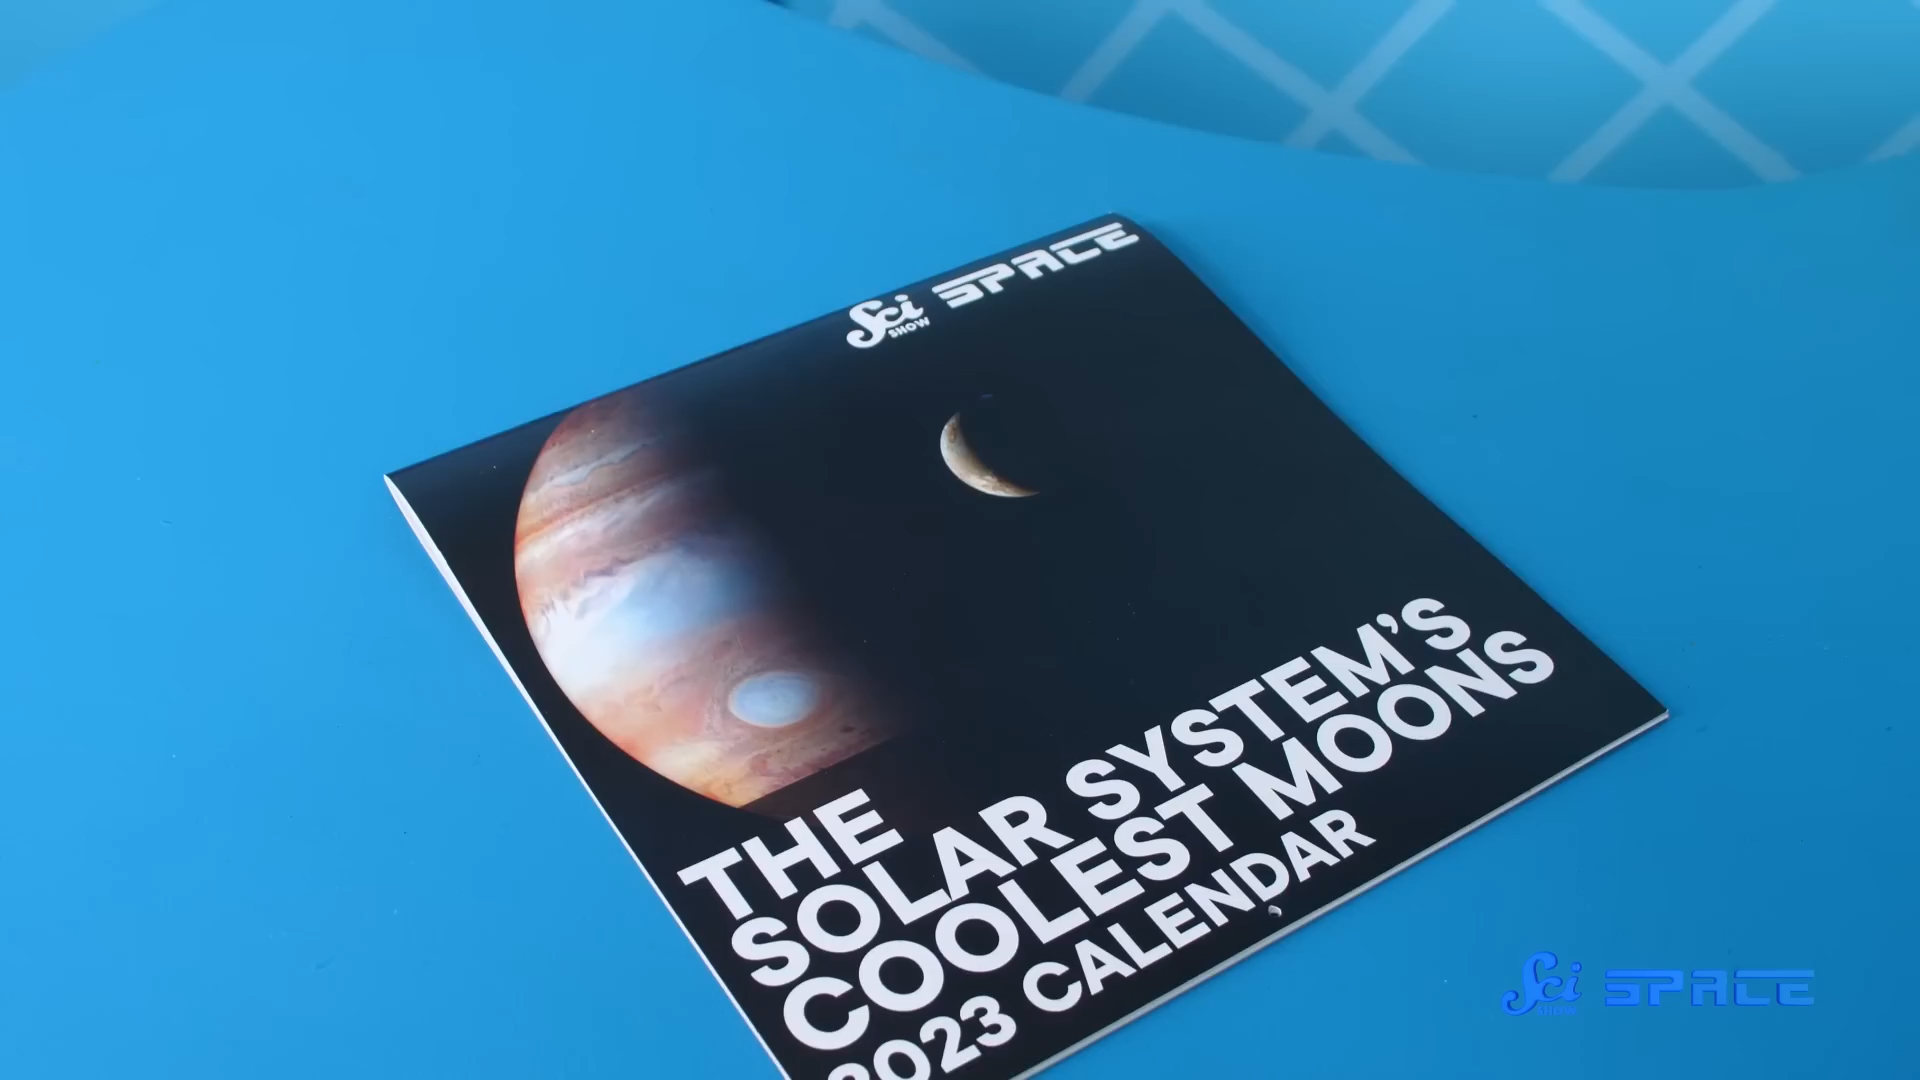 Sci SHOW SPACE
THE
SOLAR SYSTEM'S
COOLEST MOONS
2023 CALENDAR
Sci SHOW SPACE